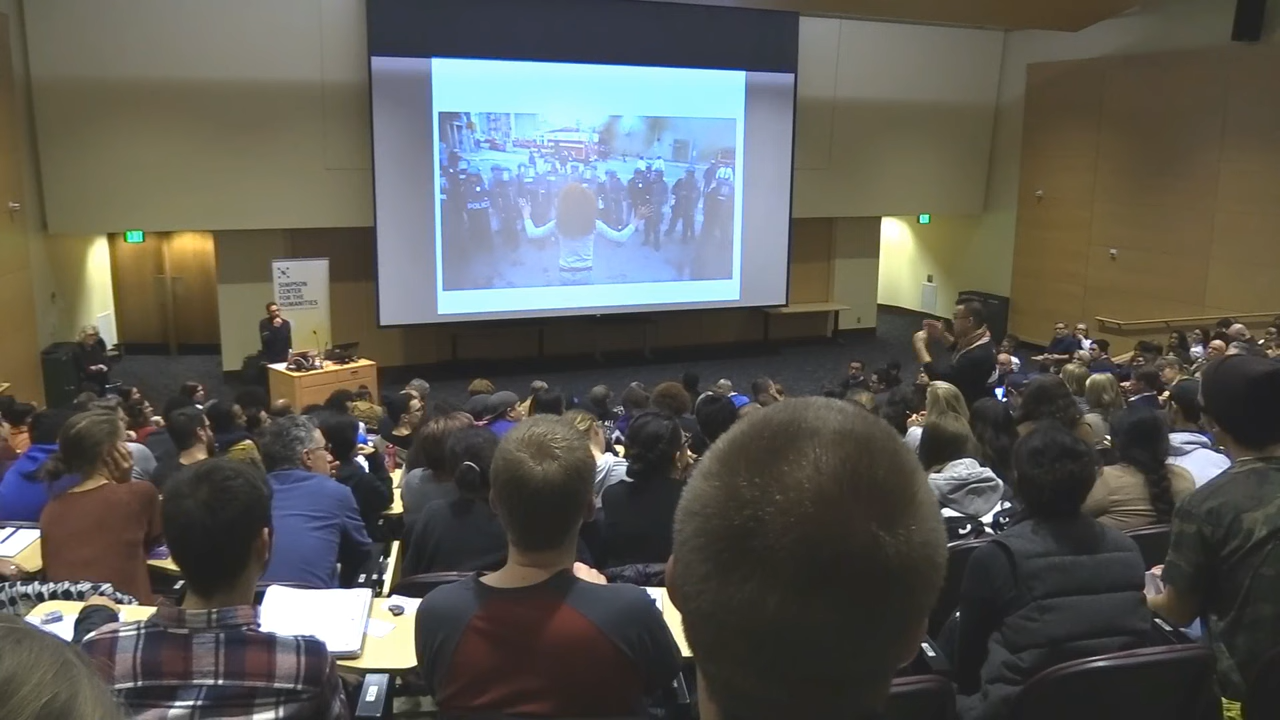 SIMPSON
CENTER
FOR THE
HUMANITIES
POLICE